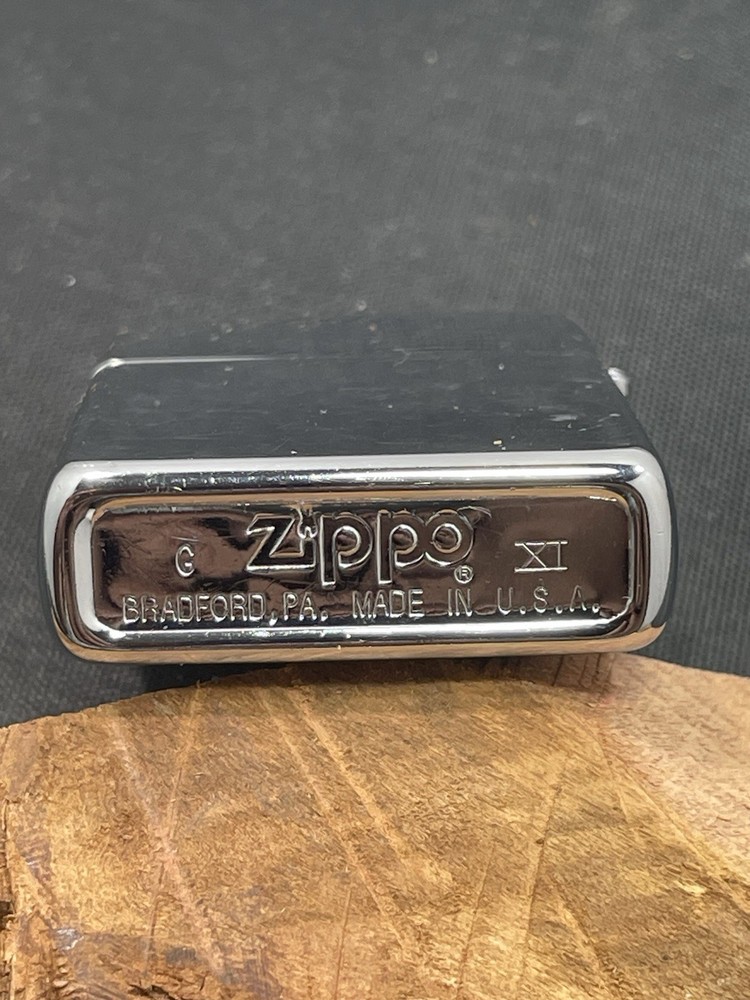 G Zippo ® XI
BRADFORD, PA. MADE IN U.S.A.